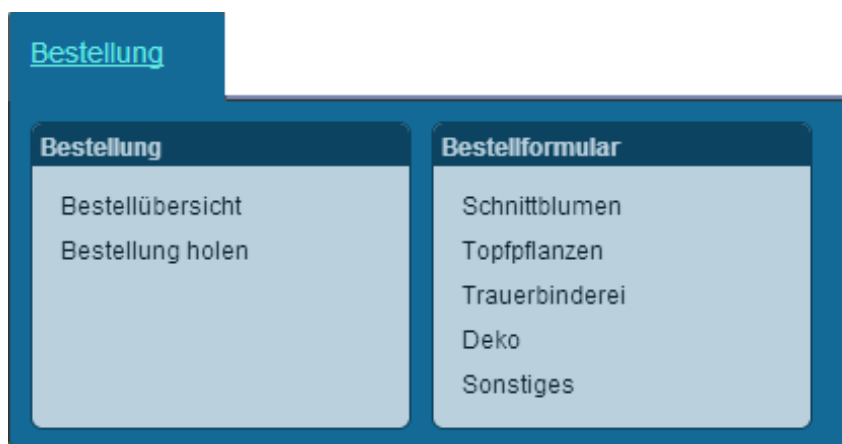 Bestellung
Bestellung
Bestellübersicht
Bestellung holen
Bestellformular
Schnittblumen
Topfpflanzen
Trauerbinderei
Deko
Sonstiges